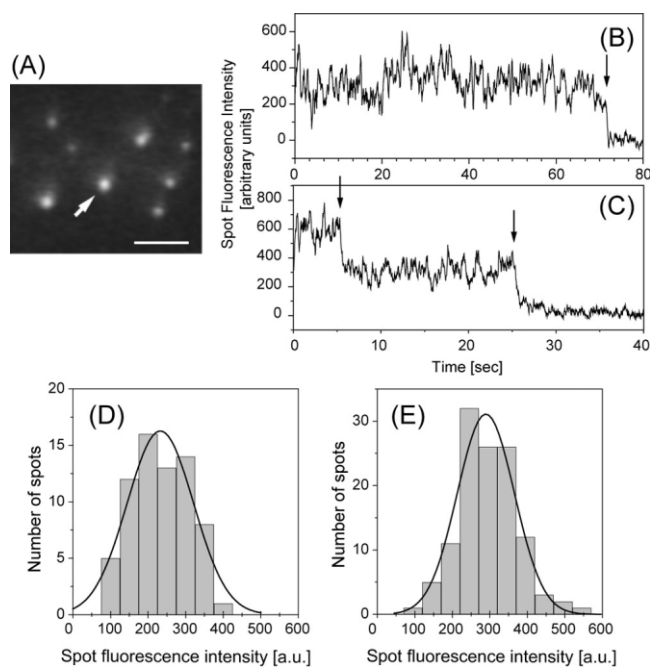 (A)
Spot Fluorescence Intensity
[arbitrary units]
600
400
200
0
(B)
0 20 40 60 80
800
600
400
200
0
(C)
0 10 20 30 40
Time [sec]
Number of spots
20
15
10
5
0
(D)
0 100 200 300 400 500 600
Spot fluorescence intensity [a.u.]
Number of spots
30
20
10
0
(E)
0 100 200 300 400 500 600
Spot fluorescence intensity [a.u.]